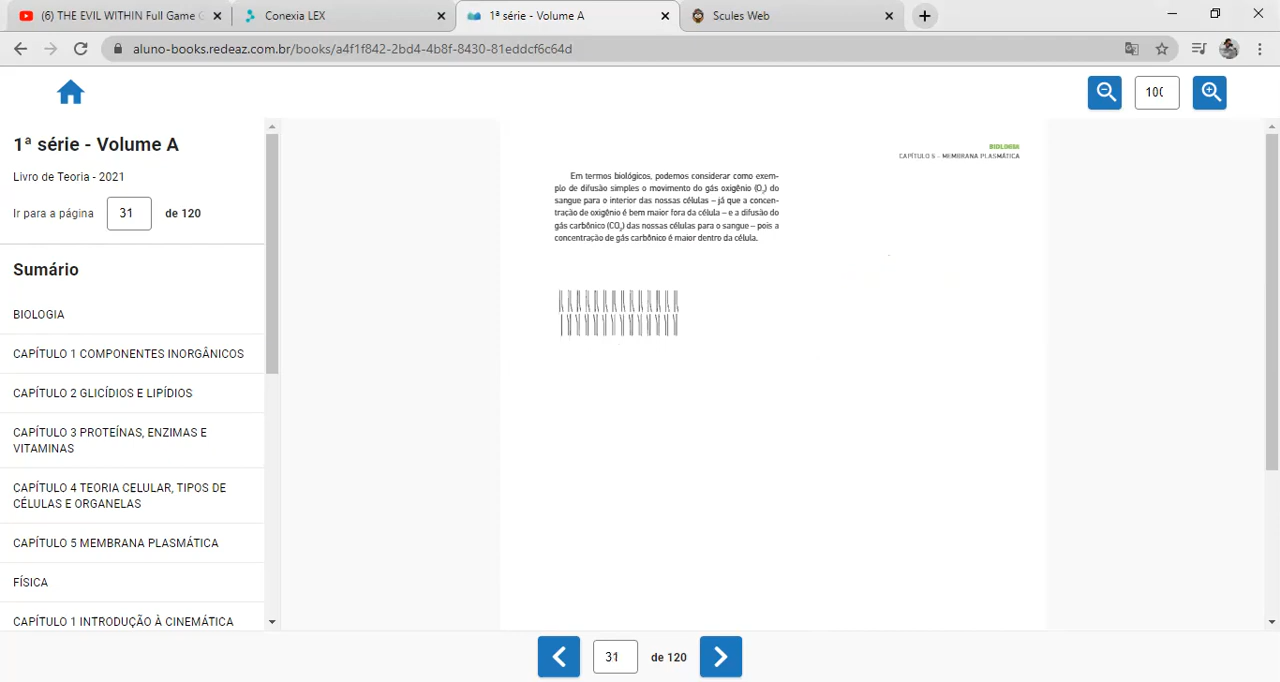 (6) THE EVIL WITHIN Full Game G
Conexia LEX
1ª série - Volume A
Scules Web
aluno-books.redeaz.com.br/books/a4f1f842-2bd4-4b8f-8430-81eddcf6c64d
100
1ª série - Volume A
Livro de Teoria - 2021
Ir para a página 31 de 120
Sumário
BIOLOGIA
CAPÍTULO 1 COMPONENTES INORGÂNICOS
CAPÍTULO 2 GLICÍDIOS E LIPÍDIOS
CAPÍTULO 3 PROTEÍNAS, ENZIMAS E
VITAMINAS
CAPÍTULO 4 TEORIA CELULAR, TIPOS DE
CÉLULAS E ORGANELAS
CAPÍTULO 5 MEMBRANA PLASMÁTICA
FÍSICA
CAPÍTULO 1 INTRODUÇÃO À CINEMÁTICA
BIOLOGIA
CAPÍTULO 5 – MEMBRANA PLASMÁTICA
Em termos biológicos, podemos considerar como exem-
plo de difusão simples o movimento do gás oxigênio (O₂) do
sangue para o interior das nossas células – já que a concen-
tração de oxigênio é bem maior fora da célula – e a difusão do
gás carbônico (CO₂) das nossas células para o sangue – pois a
concentração de gás carbônico é maior dentro da célula.
31 de 120